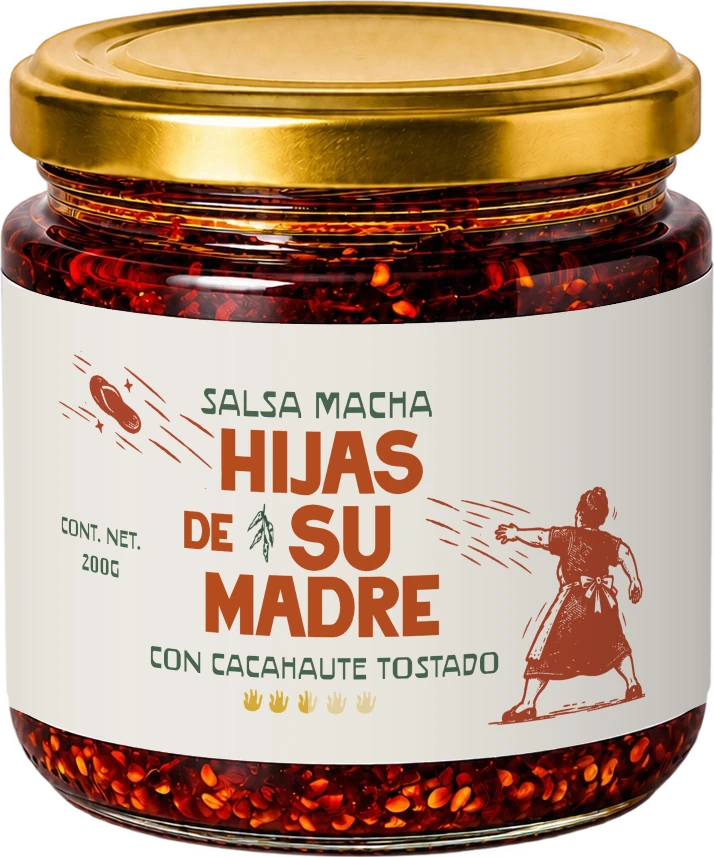 SALSA MACHA
HIJAS
DE SU
MADRE
CONT. NET.
200G
CON CACAHAUTE TOSTADO